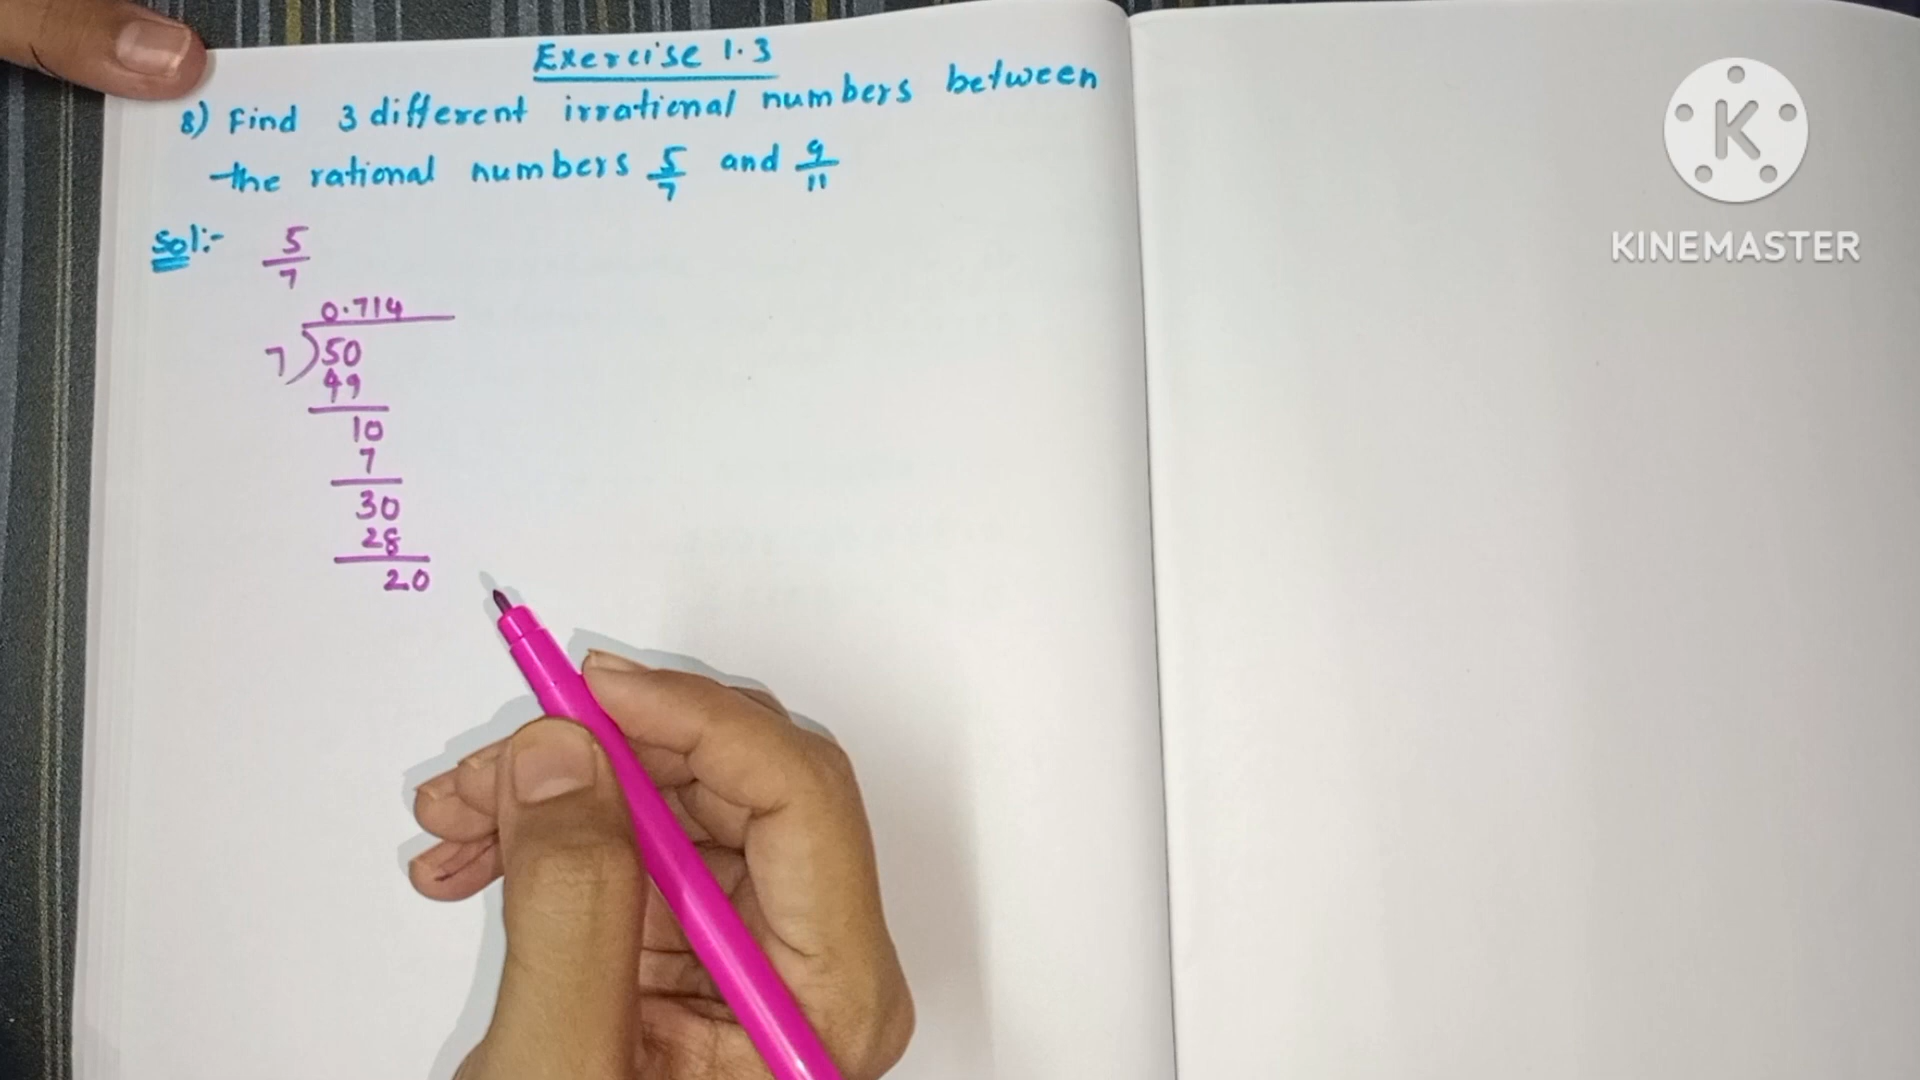 Exercise 1.3
8) Find 3 different irrational numbers between
the rational numbers 5/7 and 9/11
Sol:- 5/7
0.714
7)50
49
10
7
30
28
20
K
KINEMASTER